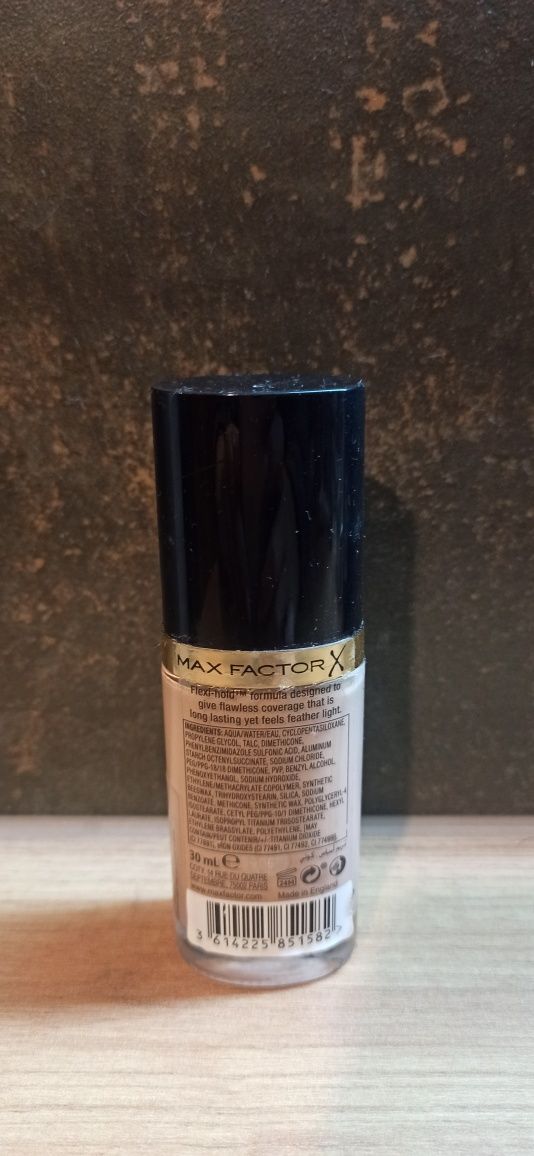 MAX FACTOR X
Flexi-hold™ formula designed to
give flawless coverage that is
long lasting yet feels feather light.
INGREDIENTS: AQUA/WATER/EAU, CYCLOPENTASILOXANE,
PROPYLENE GLYCOL, TALC, DIMETHICONE,
PHENYLBENZIMIDAZOLE SULFONIC ACID, ALUMINUM
STARCH OCTENYLSUCCINATE, SODIUM CHLORIDE,
PEG/PPG-18/18 DIMETHICONE, PVP, BENZYL ALCOHOL,
PHENOXYETHANOL, SODIUM HYDROXIDE,
ETHYLENE/METHACRYLATE COPOLYMER, SYNTHETIC
BEESWAX, TRIHYDROXYSTEARIN, SILICA, SODIUM
BENZOATE, METHICONE, SYNTHETIC WAX, POLYGLYCERYL-4
ISOSTEARATE, CETYL PEG/PPG-10/1 DIMETHICONE, HEXYL
LAURATE, ISOPROPYL TITANIUM TRIISOSTEARATE,
ETHYLENE BRASSYLATE, POLYETHYLENE, [MAY
CONTAIN/PEUT CONTENIR/+/-:TITANIUM DIOXIDE
(CI 77891), IRON OXIDES (CI 77491, CI 77492, CI 77499)].
30 mL ℮
COTY, 14 RUE DU QUATRE
SEPTEMBRE, 75002 PARIS
24M
www.maxfactor.com Made in England
3 614225 851582